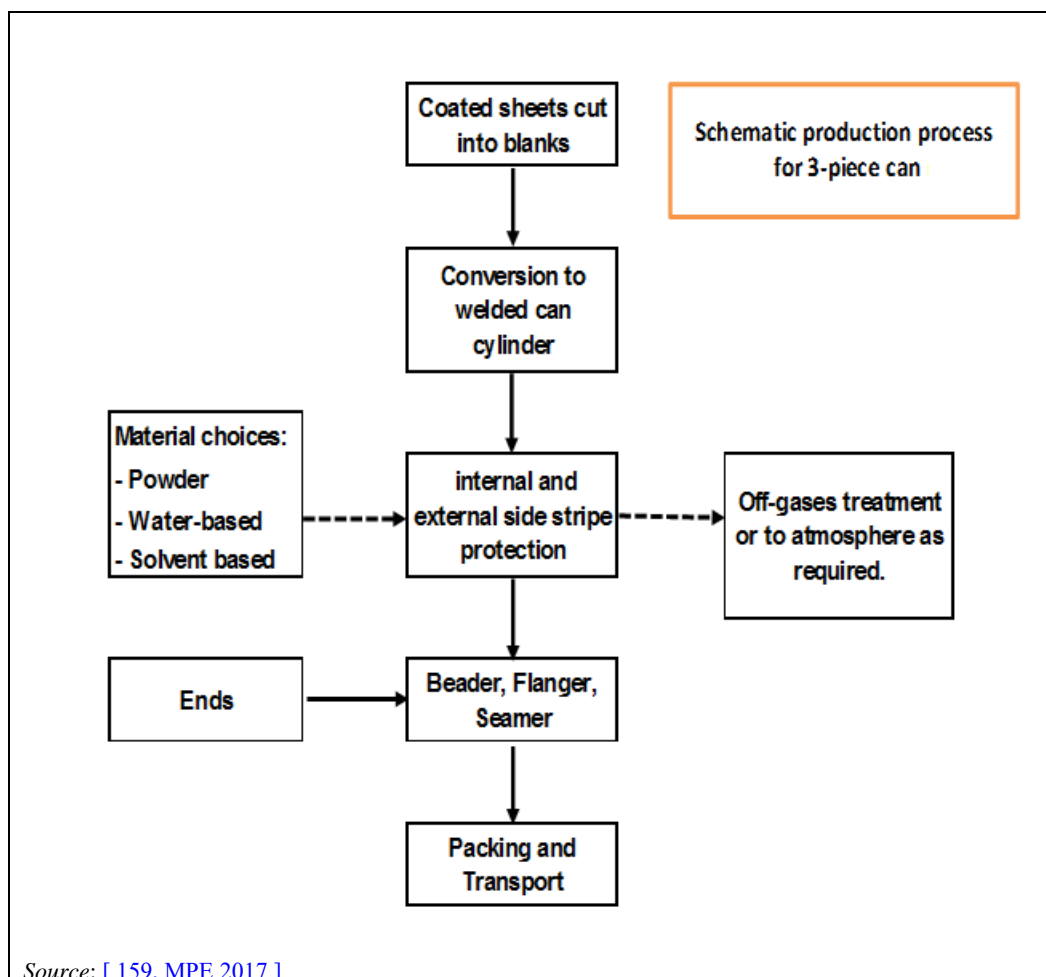 Coated sheets cut
into blanks
Schematic production process
for 3-piece can
Conversion to
welded can
cylinder
Material choices:
- Powder
- Water-based
- Solvent based
internal and
external side stripe
protection
Off-gases treatment
or to atmosphere as
required.
Ends
Beader, Flanger,
Seamer
Packing and
Transport
Source: [ 159, MPE 2017 ]